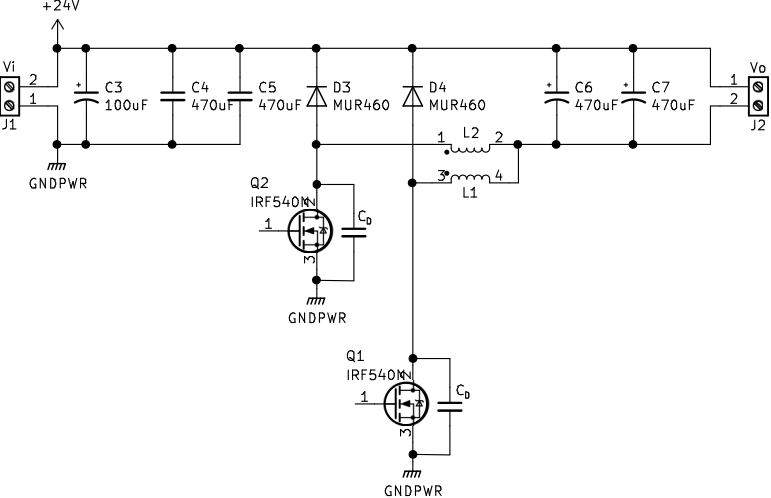 +24V
Vi
2
1
J1
+
C3
100uF
C4
470uF
C5
470uF
D3
MUR460
D4
MUR460
+
C6
470uF
+
C7
470uF
Vo
1
2
J2
GNDPWR
1 L2 2
3 4
L1
Q2
IRF540N
2
1
3
CD
GNDPWR
Q1
IRF540N
2
1
3
CD
GNDPWR